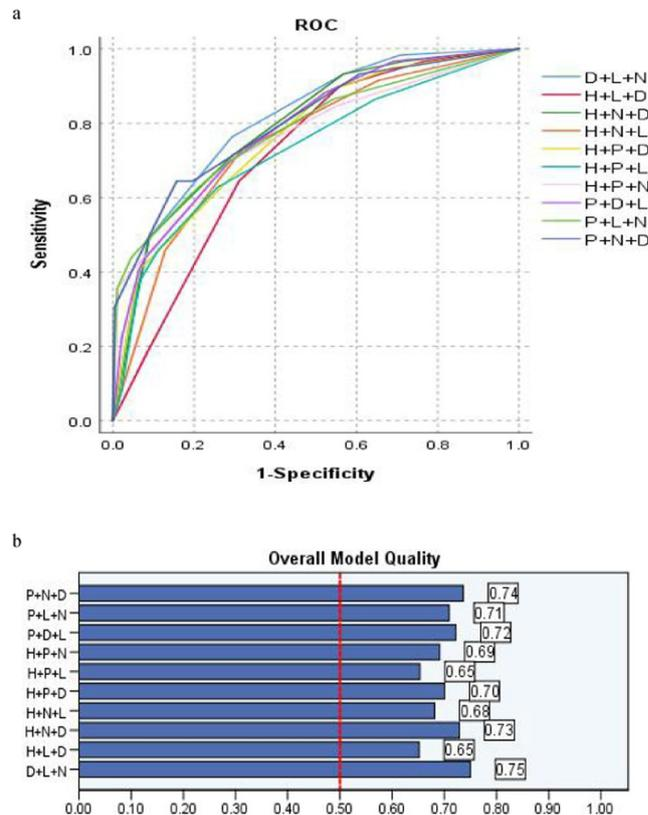 a
ROC
1.0
0.8
0.6
0.4
0.2
0.0
Sensitivity
0.0 0.2 0.4 0.6 0.8 1.0
1-Specificity
D+L+N
H+L+D
H+N+D
H+N+L
H+P+D
H+P+L
H+P+N
P+D+L
P+L+N
P+N+D
b
Overall Model Quality
P+N+D 0.74
P+L+N 0.71
P+D+L 0.72
H+P+N 0.69
H+P+L 0.65
H+P+D 0.70
H+N+L 0.68
H+N+D 0.73
H+L+D 0.65
D+L+N 0.75
0.00 0.10 0.20 0.30 0.40 0.50 0.60 0.70 0.80 0.90 1.00